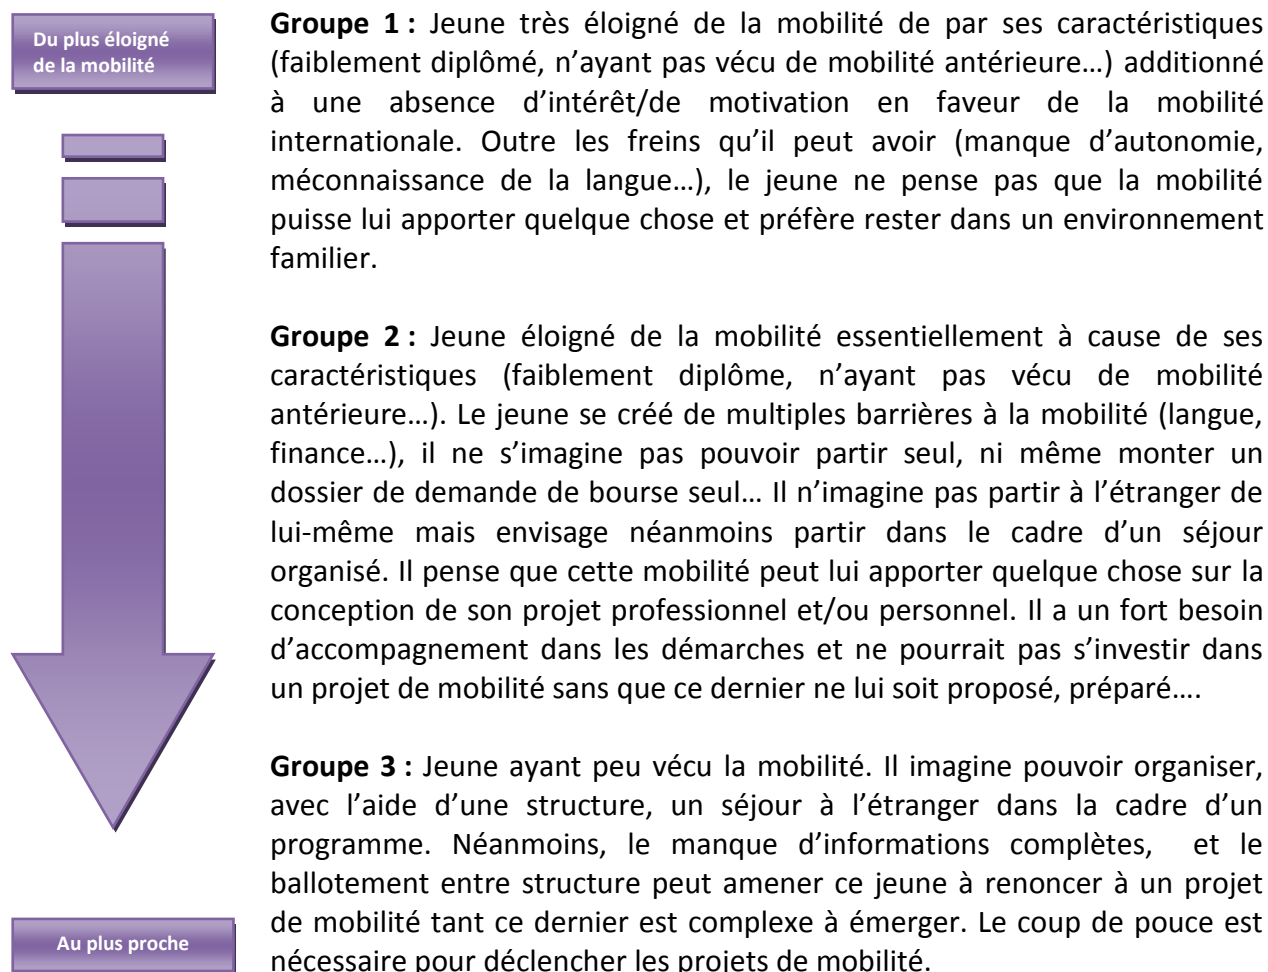 Du plus éloigné
de la mobilité
Groupe 1 : Jeune très éloigné de la mobilité de par ses caractéristiques
(faiblement diplômé, n’ayant pas vécu de mobilité antérieure…) additionné
à une absence d’intérêt/de motivation en faveur de la mobilité
internationale. Outre les freins qu’il peut avoir (manque d’autonomie,
méconnaissance de la langue…), le jeune ne pense pas que la mobilité
puisse lui apporter quelque chose et préfère rester dans un environnement
familier.
Groupe 2 : Jeune éloigné de la mobilité essentiellement à cause de ses
caractéristiques (faiblement diplôme, n’ayant pas vécu de mobilité
antérieure…). Le jeune se créé de multiples barrières à la mobilité (langue,
finance…), il ne s’imagine pas pouvoir partir seul, ni même monter un
dossier de demande de bourse seul… Il n’imagine pas partir à l’étranger de
lui-même mais envisage néanmoins partir dans le cadre d’un séjour
organisé. Il pense que cette mobilité peut lui apporter quelque chose sur la
conception de son projet professionnel et/ou personnel. Il a un fort besoin
d’accompagnement dans les démarches et ne pourrait pas s’investir dans
un projet de mobilité sans que ce dernier ne lui soit proposé, préparé….
Groupe 3 : Jeune ayant peu vécu la mobilité. Il imagine pouvoir organiser,
avec l’aide d’une structure, un séjour à l’étranger dans la cadre d’un
programme. Néanmoins, le manque d’informations complètes, et le
ballotement entre structure peut amener ce jeune à renoncer à un projet
de mobilité tant ce dernier est complexe à émerger. Le coup de pouce est
nécessaire pour déclencher les projets de mobilité.
Au plus proche